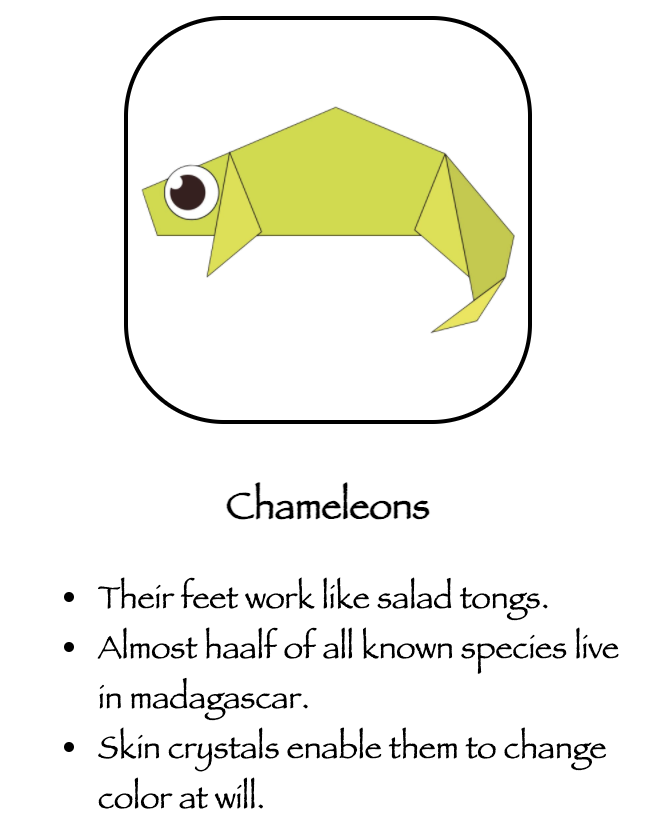 Chameleons
• Their feet work like salad tongs.
• Almost haalf of all known species live
in madagascar.
• Skin crystals enable them to change
color at will.